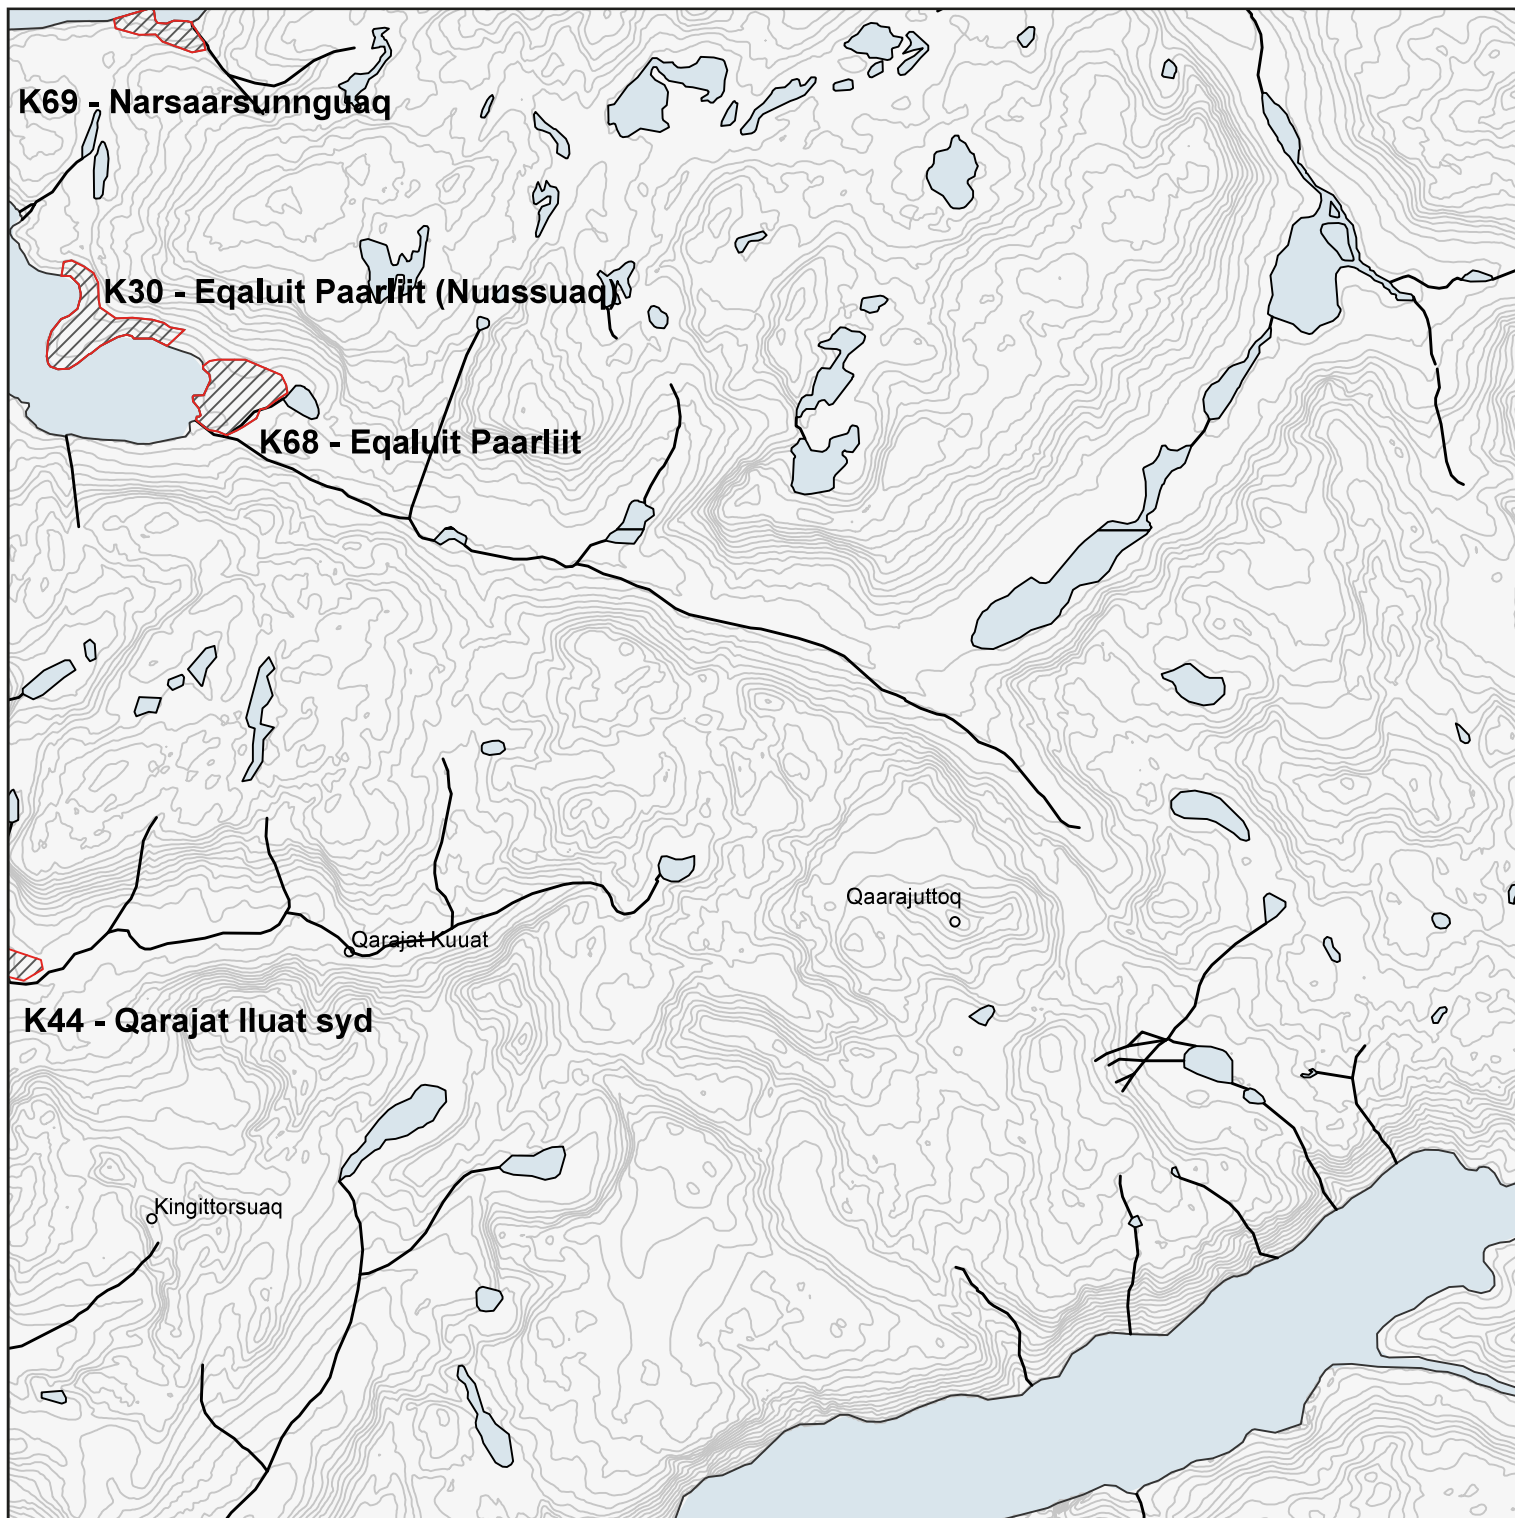 K69 - Narsaarsunnguaq
K30 - Eqaluit Paarliit (Nuussuaq)
K68 - Eqaluit Paarliit
Qaarajuttoq
Qarajat Kuuat
K44 - Qarajat Iluat syd
Kingittorsuaq